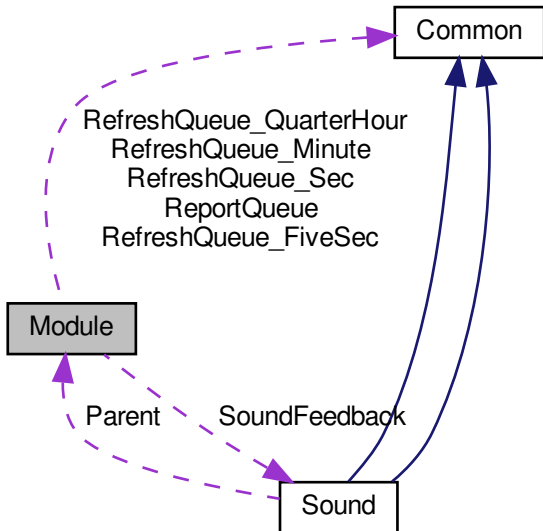 Common
RefreshQueue_QuarterHour
RefreshQueue_Minute
RefreshQueue_Sec
ReportQueue
RefreshQueue_FiveSec
Module
Parent
SoundFeedback
Sound